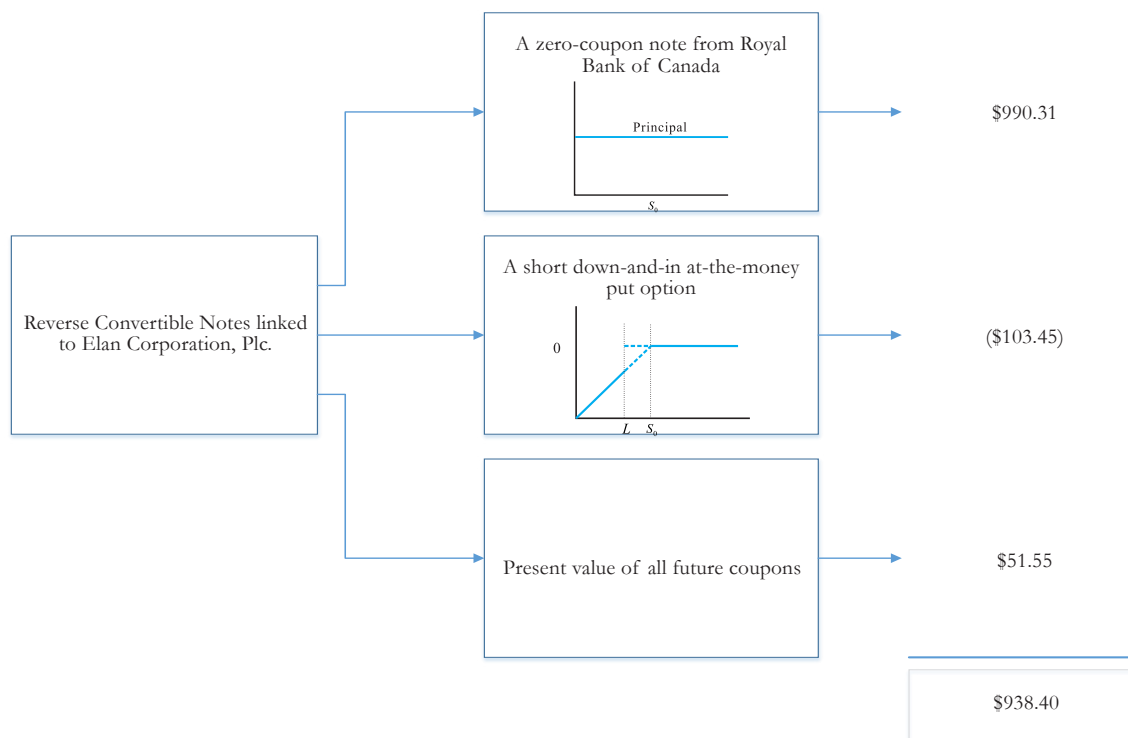 A zero-coupon note from Royal
Bank of Canada
Principal
S₀
$990.31
Reverse Convertible Notes linked
to Elan Corporation, Plc.
A short down-and-in at-the-money
put option
0
L S₀
($103.45)
Present value of all future coupons
$51.55
$938.40